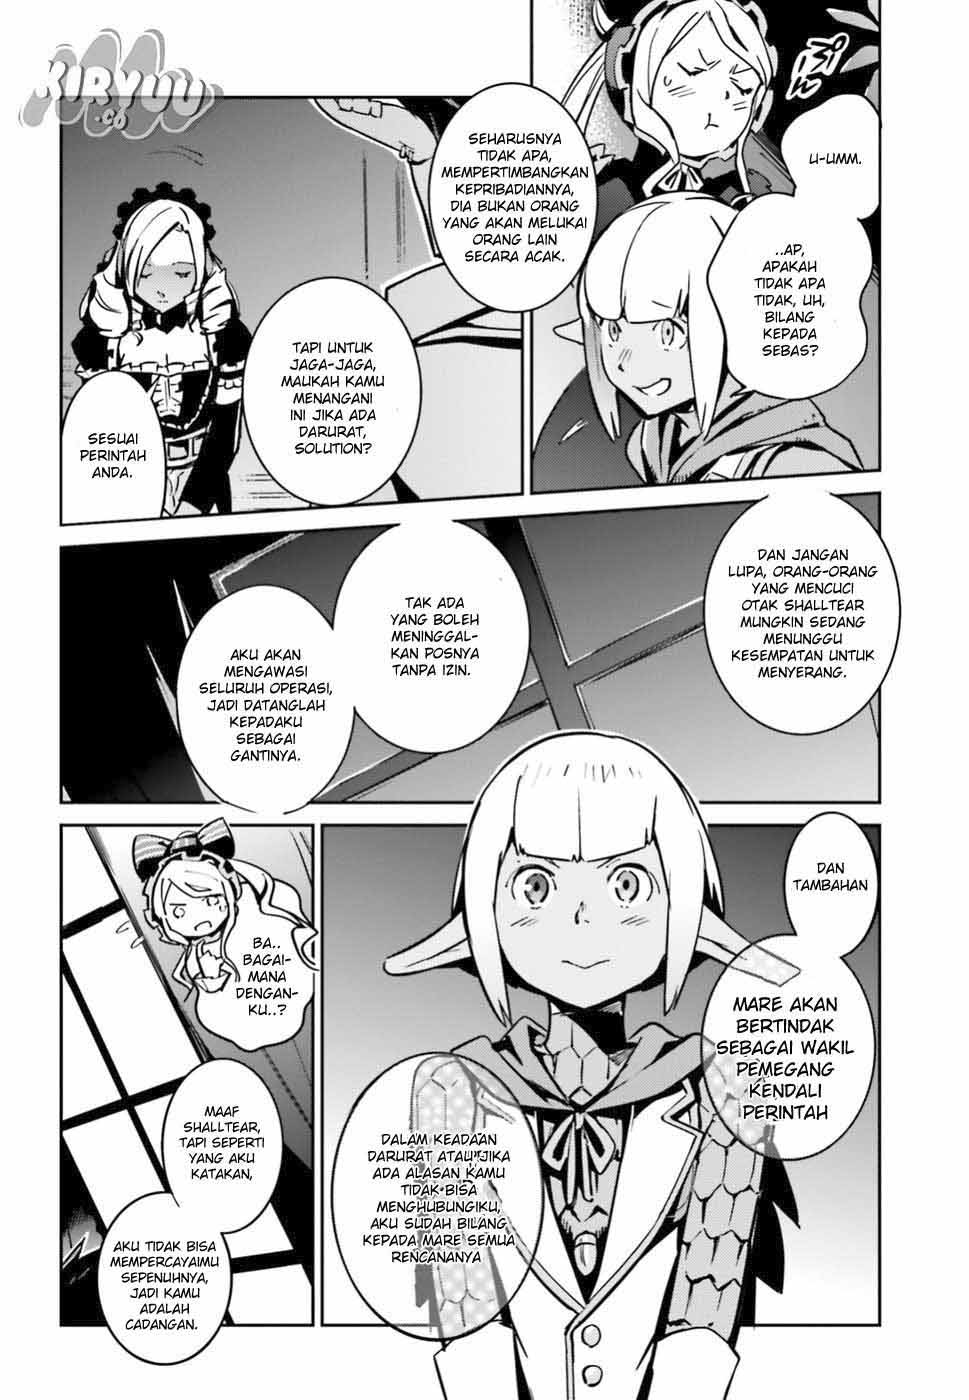 KIRYUU
.CO
ぷいん
U-UMM.
..AP,
APAKAH
TIDAK APA
TIDAK, UH,
BILANG
KEPADA
SEBAS?
SEHARUSNYA
TIDAK APA,
MEMPERTIMBANGKAN
KEPRIBADIANNYA,
DIA BUKAN ORANG
YANG AKAN MELUKAI
ORANG LAIN
SECARA ACAK.
TAPI UNTUK
JAGA-JAGA,
MAUKAH KAMU
MENANGANI
INI JIKA ADA
DARURAT,
SOLUTION?
SESUAI
PERINTAH
ANDA.
DAN JANGAN
LUPA, ORANG-ORANG
YANG MENCUCI
OTAK SHALLTEAR
MUNGKIN SEDANG
MENUNGGU
KESEMPATAN UNTUK
MENYERANG.
TAK ADA
YANG BOLEH
MENINGGAL-
KAN POSNYA
TANPA IZIN.
AKU AKAN
MENGAWASI
SELURUH OPERASI,
JADI DATANGLAH
KEPADAKU
SEBAGAI
GANTINYA.
DAN
TAMBAHAN
MARE AKAN
BERTINDAK
SEBAGAI WAKIL
PEMEGANG
KENDALI
PERINTAH
DALAM KEADAAN
DARURAT ATAU JIKA
ADA ALASAN KAMU
TIDAK BISA
MENGHUBUNGIKU,
AKU SUDAH BILANG
KEPADA MARE SEMUA
RENCANANYA
BA..
BAGAI-
MANA
DENGAN-
KU..?
MAAF
SHALLTEAR,
TAPI SEPERTI
YANG AKU
KATAKAN,
AKU TIDAK BISA
MEMPERCAYAIMU
SEPENUHNYA,
JADI KAMU
ADALAH
CADANGAN.